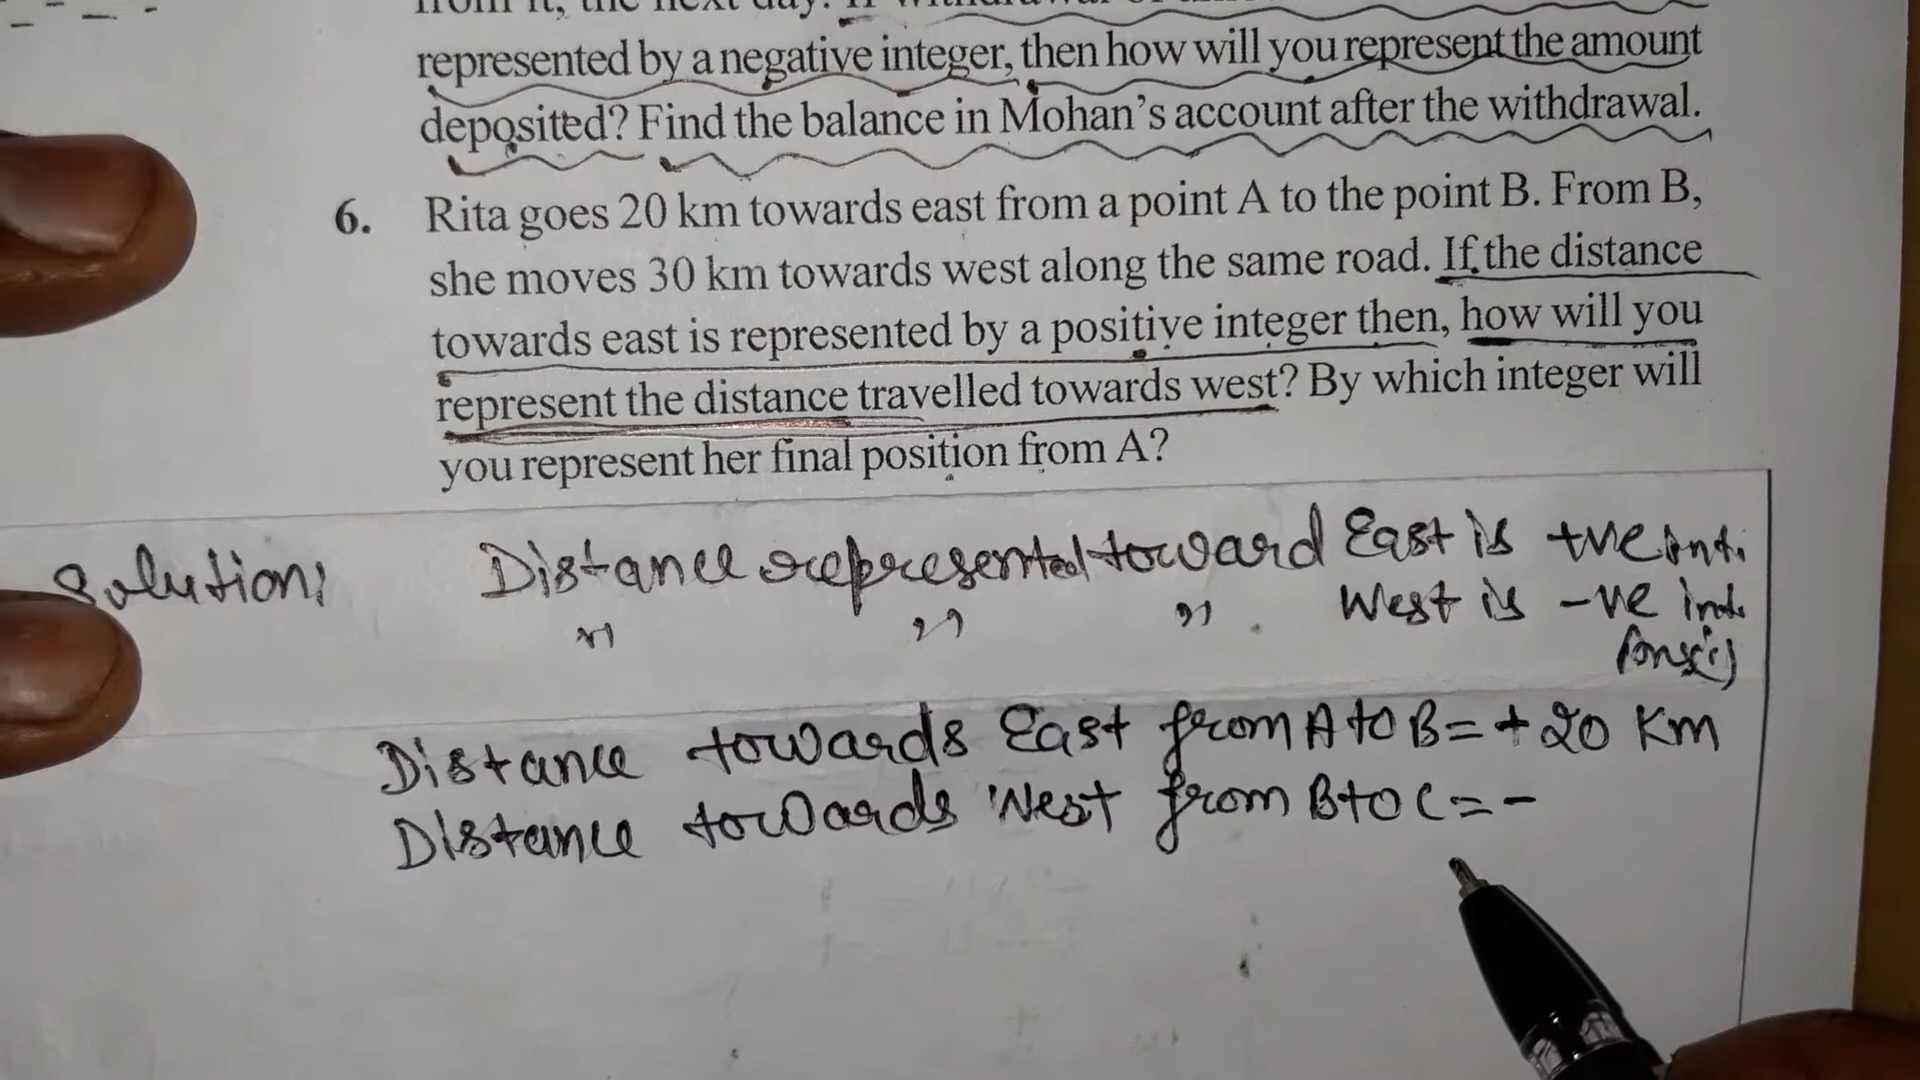 represented by a negative integer, then how will you represent the amount
deposited? Find the balance in Mohan's account after the withdrawal.
6. Rita goes 20 km towards east from a point A to the point B. From B,
she moves 30 km towards west along the same road. If the distance
towards east is represented by a positive integer then, how will you
represent the distance travelled towards west? By which integer will
you represent her final position from A?
Solution: Distance represented toward East is +ve int.
" " " West is -ve int.
Ans(i)
Distance towards East from A to B = + 20 Km
Distance towards West from B to C = -